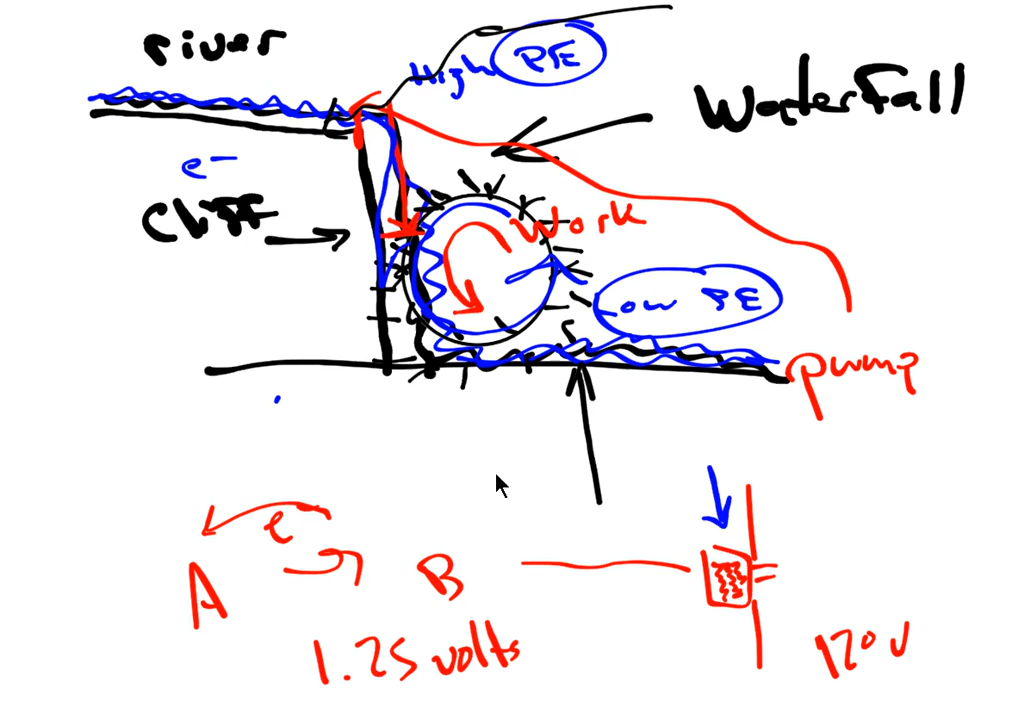 river
High PE
Waterfall
e-
Cliff
Work
Low PE
pump
e
A
B
1.25 volts
120 V